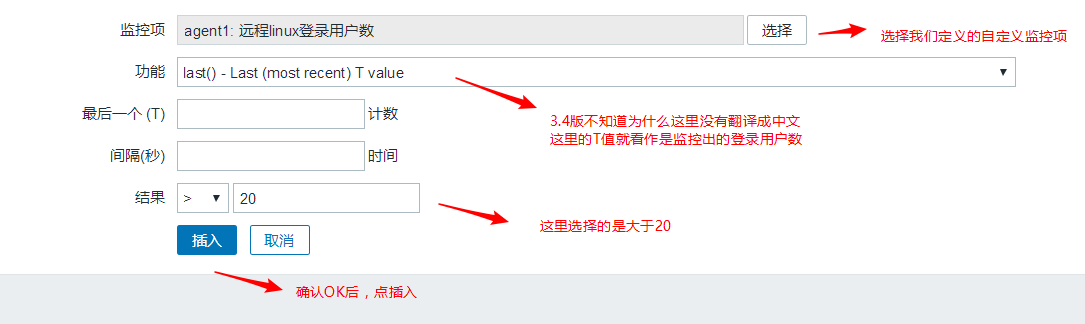 监控项 agent1: 远程linux登录用户数 选择
选择我们定义的自定义监控项
功能 last() - Last (most recent) T value
最后一个 (T) 计数
3.4版不知道为什么这里没有翻译成中文
这里的T值就看作是监控出的登录用户数
间隔(秒) 时间
结果 > 20
这里选择的是大于20
插入 取消
确认OK后，点插入